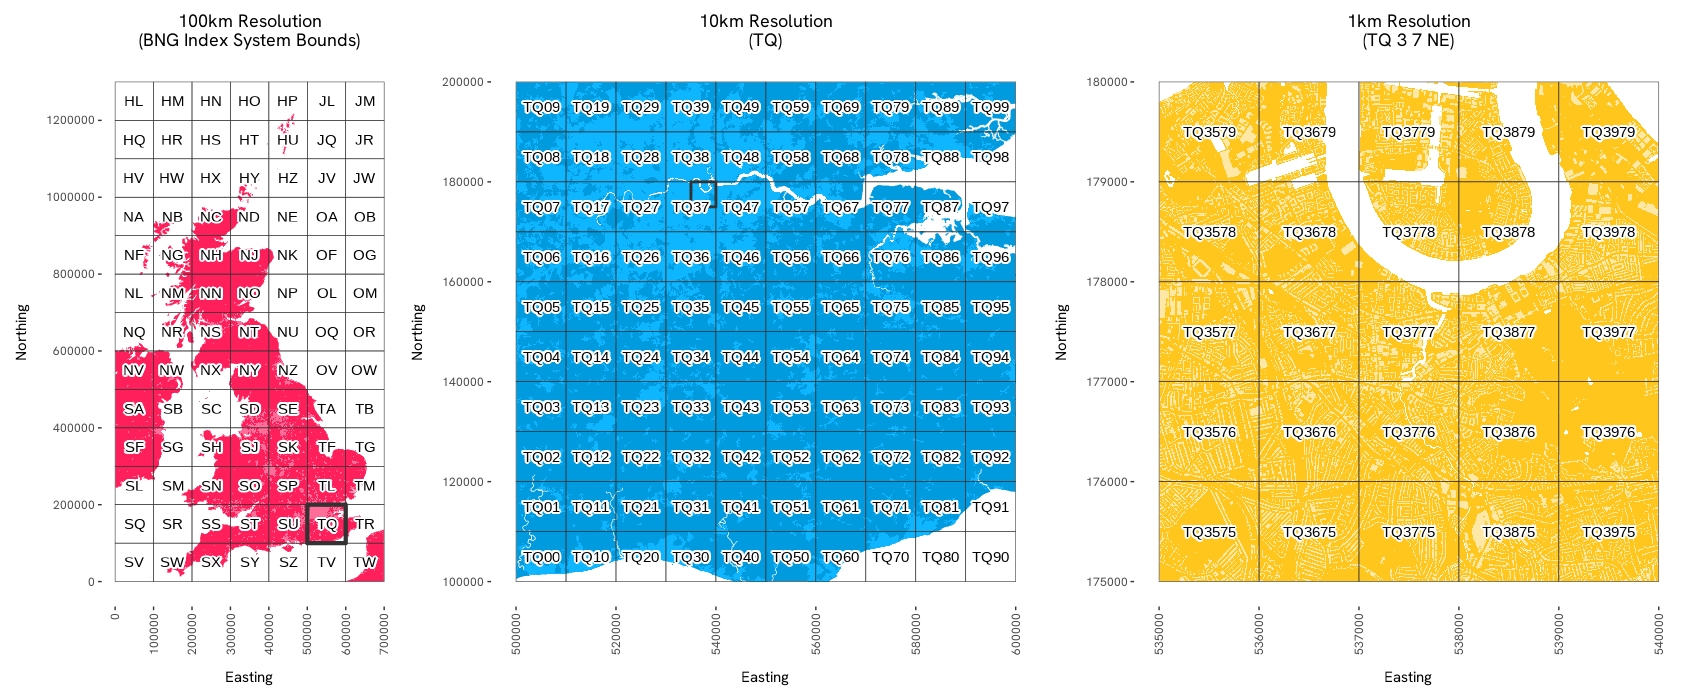 100km Resolution
(BNG Index System Bounds)
Northing
1200000
1000000
800000
600000
400000
200000
0
HL HM HN HO HP JL JM
HQ HR HS HT HU JQ JR
HV HW HX HY HZ JV JW
NA NB NC ND NE OA OB
NF NG NH NJ NK OF OG
NL NM NN NO NP OL OM
NQ NR NS NT NU OQ OR
NV NW NX NY NZ OV OW
SA SB SC SD SE TA TB
SF SG SH SJ SK TF TG
SL SM SN SO SP TL TM
SQ SR SS ST SU TQ TR
SV SW SX SY SZ TV TW
0 100000 200000 300000 400000 500000 600000 700000
Easting
10km Resolution
(TQ)
Northing
200000
180000
160000
140000
120000
100000
TQ09 TQ19 TQ29 TQ39 TQ49 TQ59 TQ69 TQ79 TQ89 TQ99
TQ08 TQ18 TQ28 TQ38 TQ48 TQ58 TQ68 TQ78 TQ88 TQ98
TQ07 TQ17 TQ27 TQ37 TQ47 TQ57 TQ67 TQ77 TQ87 TQ97
TQ06 TQ16 TQ26 TQ36 TQ46 TQ56 TQ66 TQ76 TQ86 TQ96
TQ05 TQ15 TQ25 TQ35 TQ45 TQ55 TQ65 TQ75 TQ85 TQ95
TQ04 TQ14 TQ24 TQ34 TQ44 TQ54 TQ64 TQ74 TQ84 TQ94
TQ03 TQ13 TQ23 TQ33 TQ43 TQ53 TQ63 TQ73 TQ83 TQ93
TQ02 TQ12 TQ22 TQ32 TQ42 TQ52 TQ62 TQ72 TQ82 TQ92
TQ01 TQ11 TQ21 TQ31 TQ41 TQ51 TQ61 TQ71 TQ81 TQ91
TQ00 TQ10 TQ20 TQ30 TQ40 TQ50 TQ60 TQ70 TQ80 TQ90
500000 520000 540000 560000 580000 600000
Easting
1km Resolution
(TQ 3 7 NE)
Northing
180000
179000
178000
177000
176000
175000
TQ3579 TQ3679 TQ3779 TQ3879 TQ3979
TQ3578 TQ3678 TQ3778 TQ3878 TQ3978
TQ3577 TQ3677 TQ3777 TQ3877 TQ3977
TQ3576 TQ3676 TQ3776 TQ3876 TQ3976
TQ3575 TQ3675 TQ3775 TQ3875 TQ3975
535000 536000 537000 538000 539000 540000
Easting